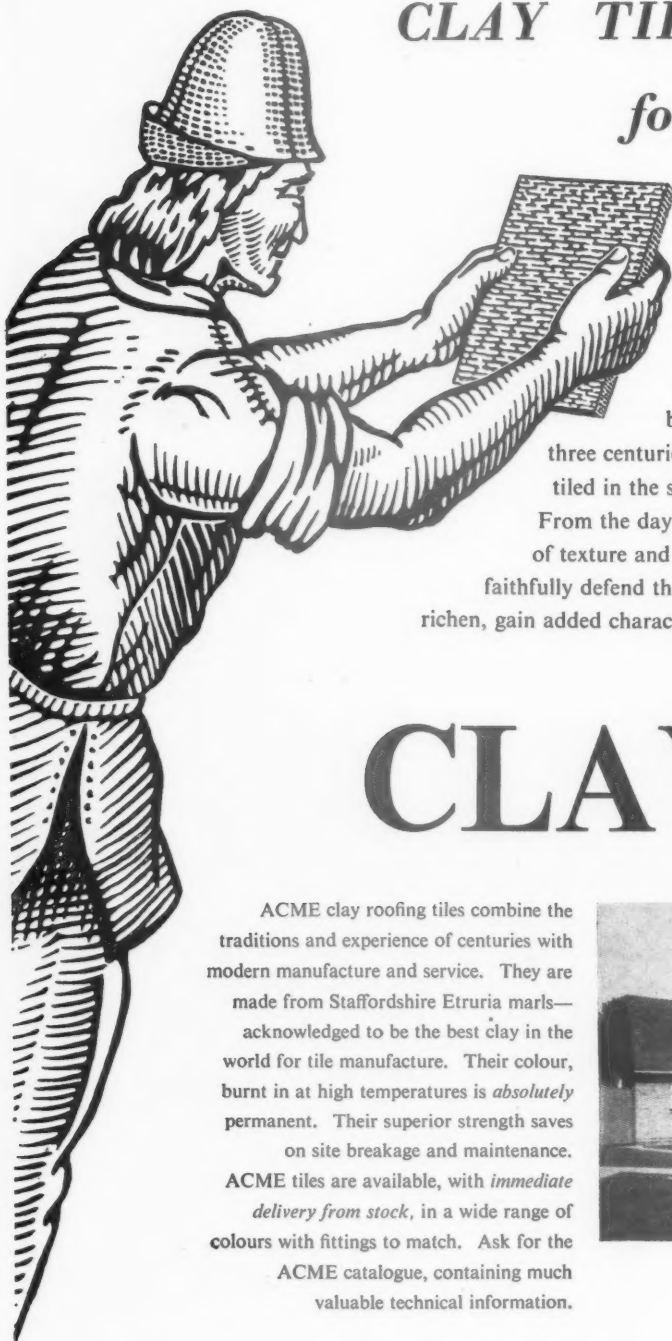 CLAY
fo
three centuri
tiled in the s
From the day
of texture and
faithfully defend th
richen, gain added charac
CLAY
ACME clay roofing tiles combine the
traditions and experience of centuries with
modern manufacture and service. They are
made from Staffordshire Etruria marls—
acknowledged to be the best clay in the
world for tile manufacture. Their colour,
burnt in at high temperatures is absolutely
permanent. Their superior strength saves
on site breakage and maintenance.
ACME tiles are available, with immediate
delivery from stock, in a wide range of
colours with fittings to match. Ask for the
ACME catalogue, containing much
valuable technical information.